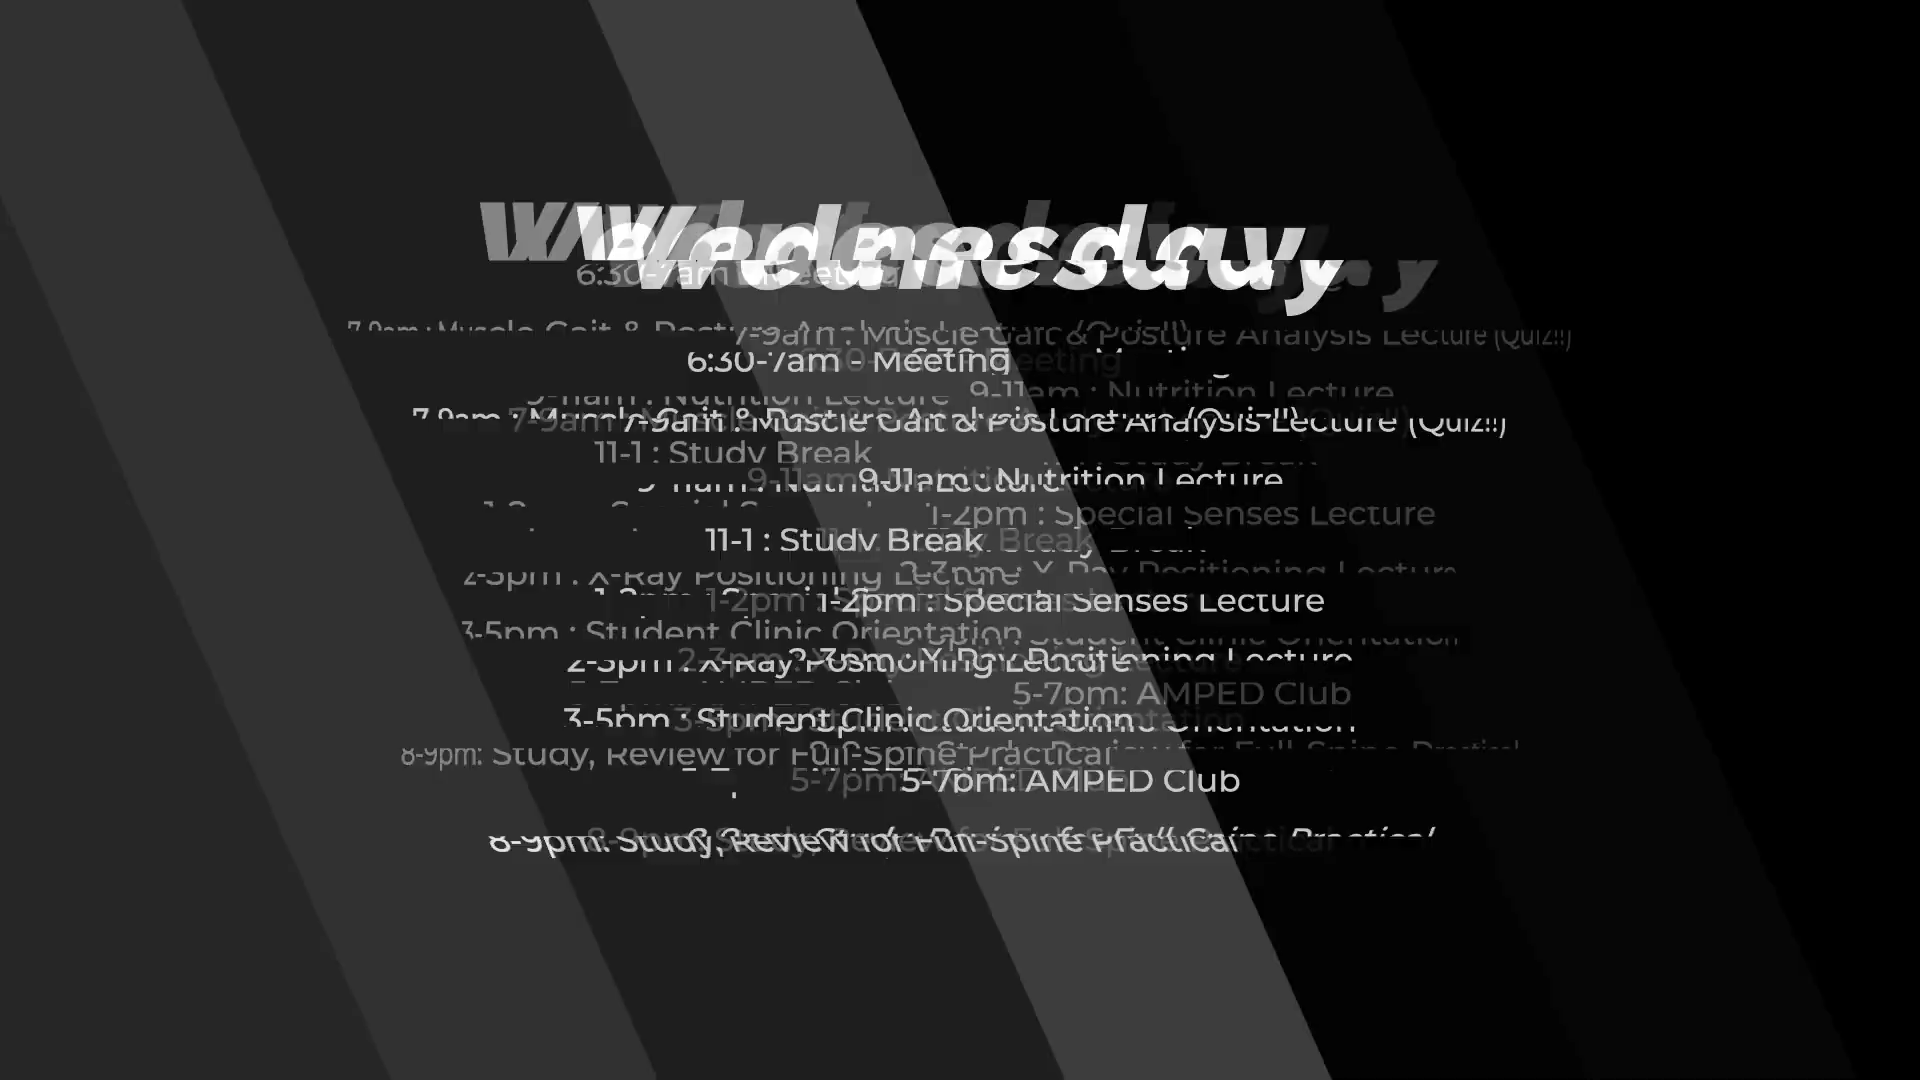 Wednesday
6:30-7am - Meeting
7-9am : Muscle Gait & Posture Analysis Lecture (Quiz!!)
9-11am : Nutrition Lecture
11-1 : Study Break
1-2pm : Special Senses Lecture
2-3pm : X-Ray Positioning Lecture
3-5pm : Student Clinic Orientation
5-7pm: AMPED Club
8-9pm: Study, Review for Full-Spine Practical